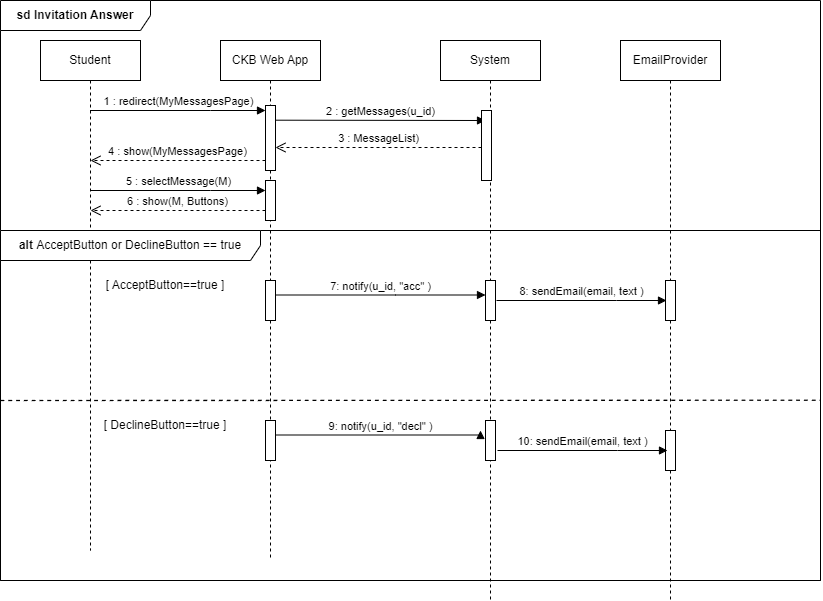 sd Invitation Answer
Student
CKB Web App
System
EmailProvider
1 : redirect(MyMessagesPage)
2 : getMessages(u_id)
3 : MessageList)
4 : show(MyMessagesPage)
5 : selectMessage(M)
6 : show(M, Buttons)
alt AcceptButton or DeclineButton == true
[ AcceptButton==true ]
7: notify(u_id, "acc" )
8: sendEmail(email, text )
[ DeclineButton==true ]
9: notify(u_id, "decl" )
10: sendEmail(email, text )